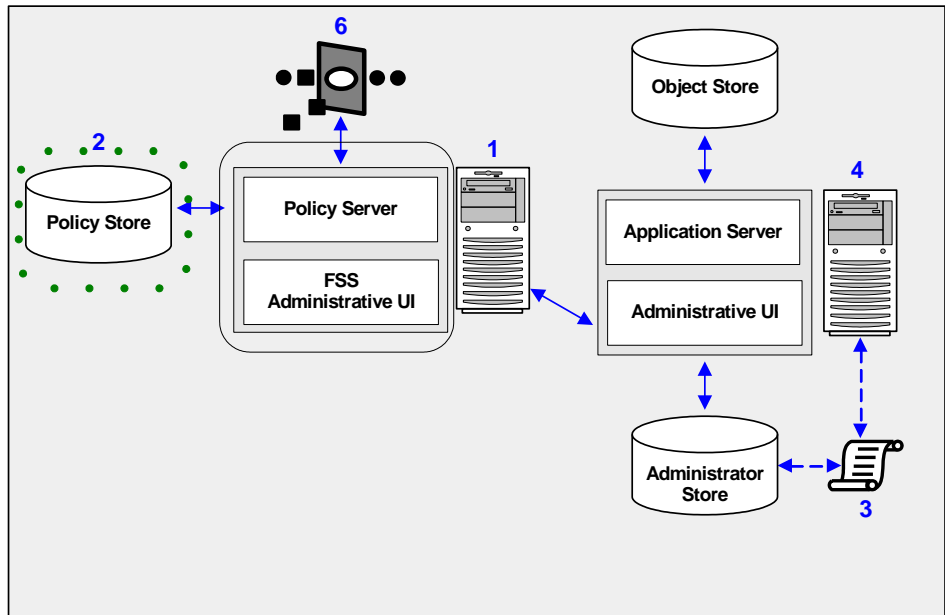 6
Object Store
2
1
4
Policy Store
Policy Server
FSS
Administrative UI
Application Server
Administrative UI
Administrator
Store
3